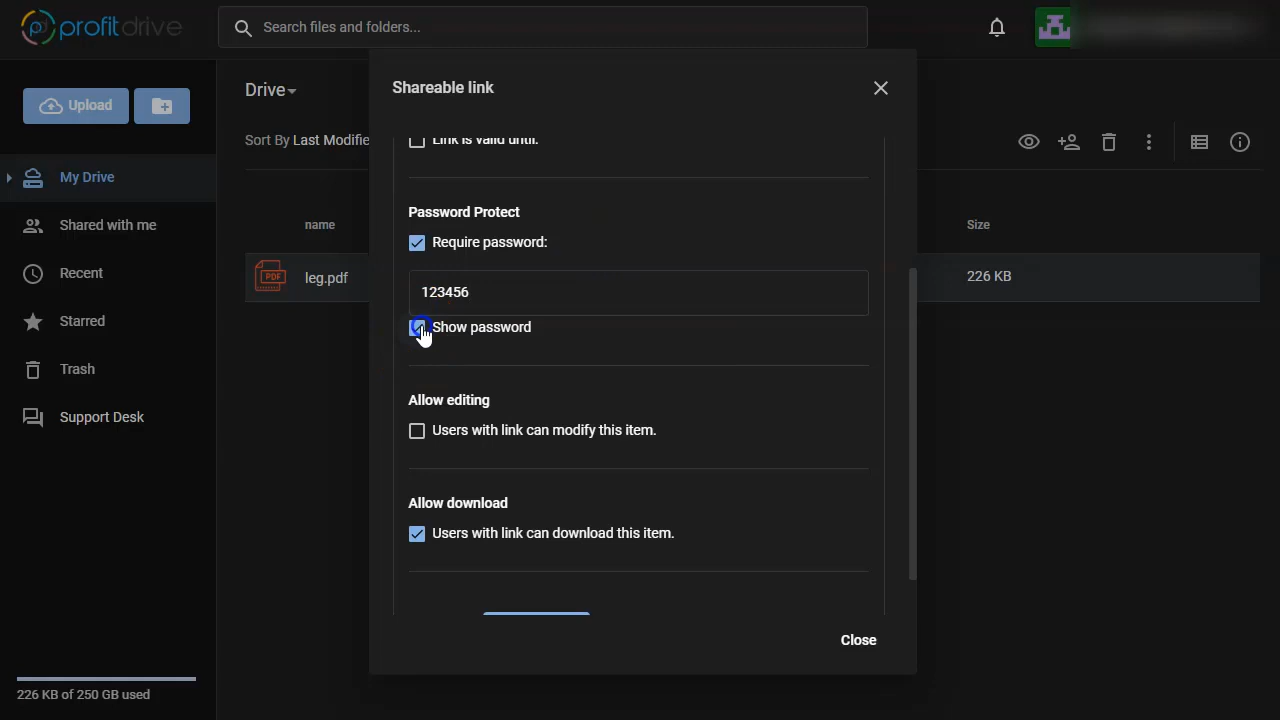 profitdrive
Search files and folders...
Shareable link
Upload
Drive
Sort By Last Modifie
Link is valid until:
My Drive
Password Protect
Shared with me
name
Size
Require password:
Recent
leg.pdf
PDF
226 KB
123456
Starred
Show password
Trash
Allow editing
Support Desk
Users with link can modify this item.
Allow download
Users with link can download this item.
Close
226 KB of 250 GB used